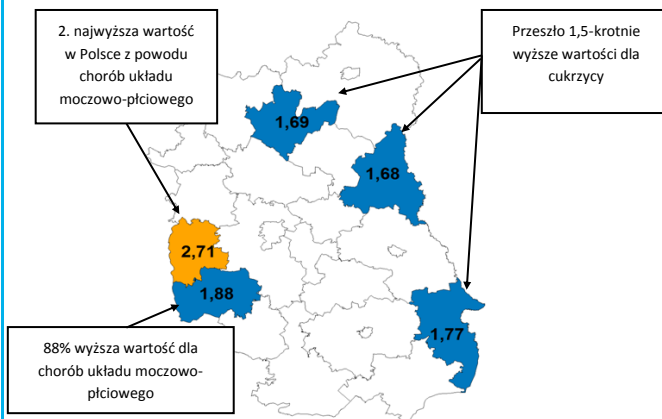 2. najwyższa wartość
w Polsce z powodu
chorób układu
moczowo-płciowego
Przeszło 1,5-krotnie
wyższe wartości dla
cukrzycy
1,69
1,68
2,71
1,88
1,77
88% wyższa wartość dla
chorób układu moczowo-
płciowego